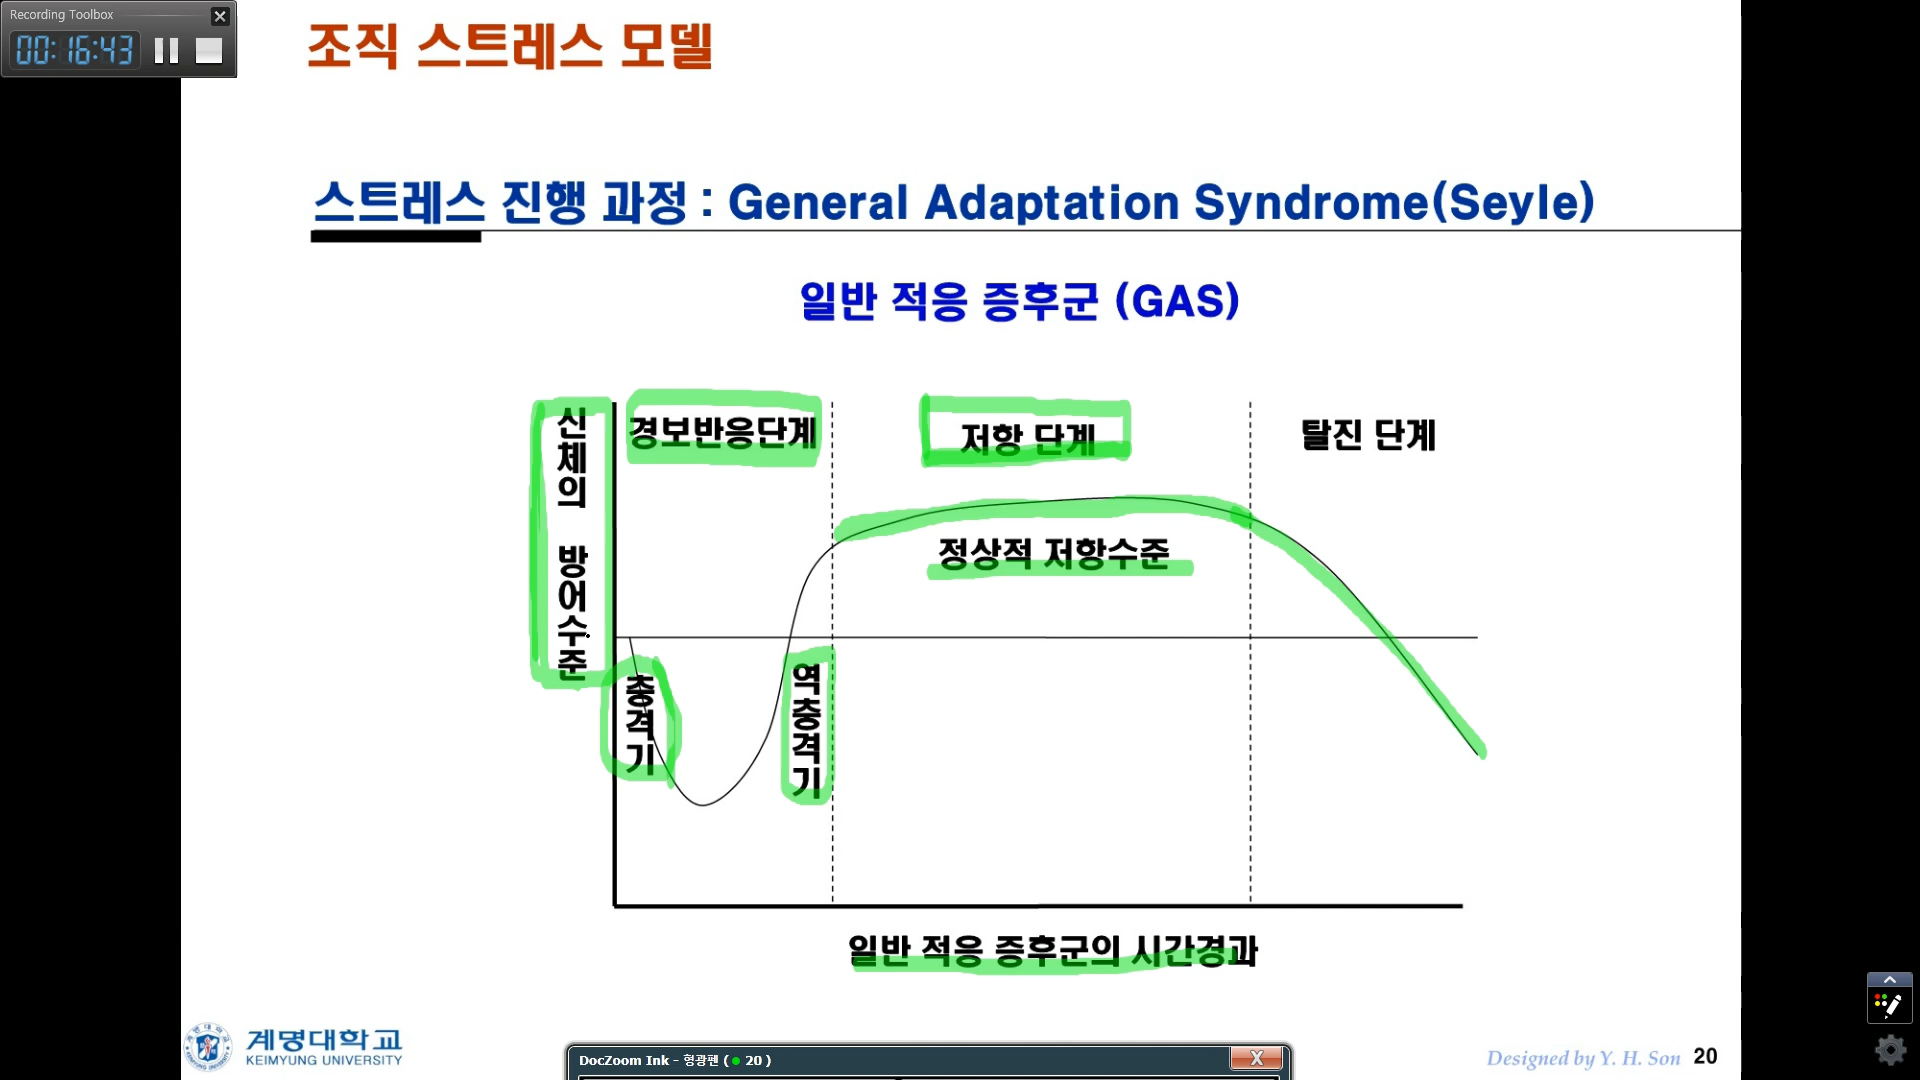 Recording Toolbox
00:16:43
조직 스트레스 모델
스트레스 진행 과정 : General Adaptation Syndrome(Seyle)
일반 적응 증후군 (GAS)
신체의 방어수준
경보반응단계
저항 단계
탈진 단계
정상적 저항수준
충격기
역충격기
일반 적응 증후군의 시간경과
계명대학교
KEIMYUNG UNIVERSITY
DocZoom Ink - 형광펜 ( 20 )
X
Designed by Y. H. Son 20